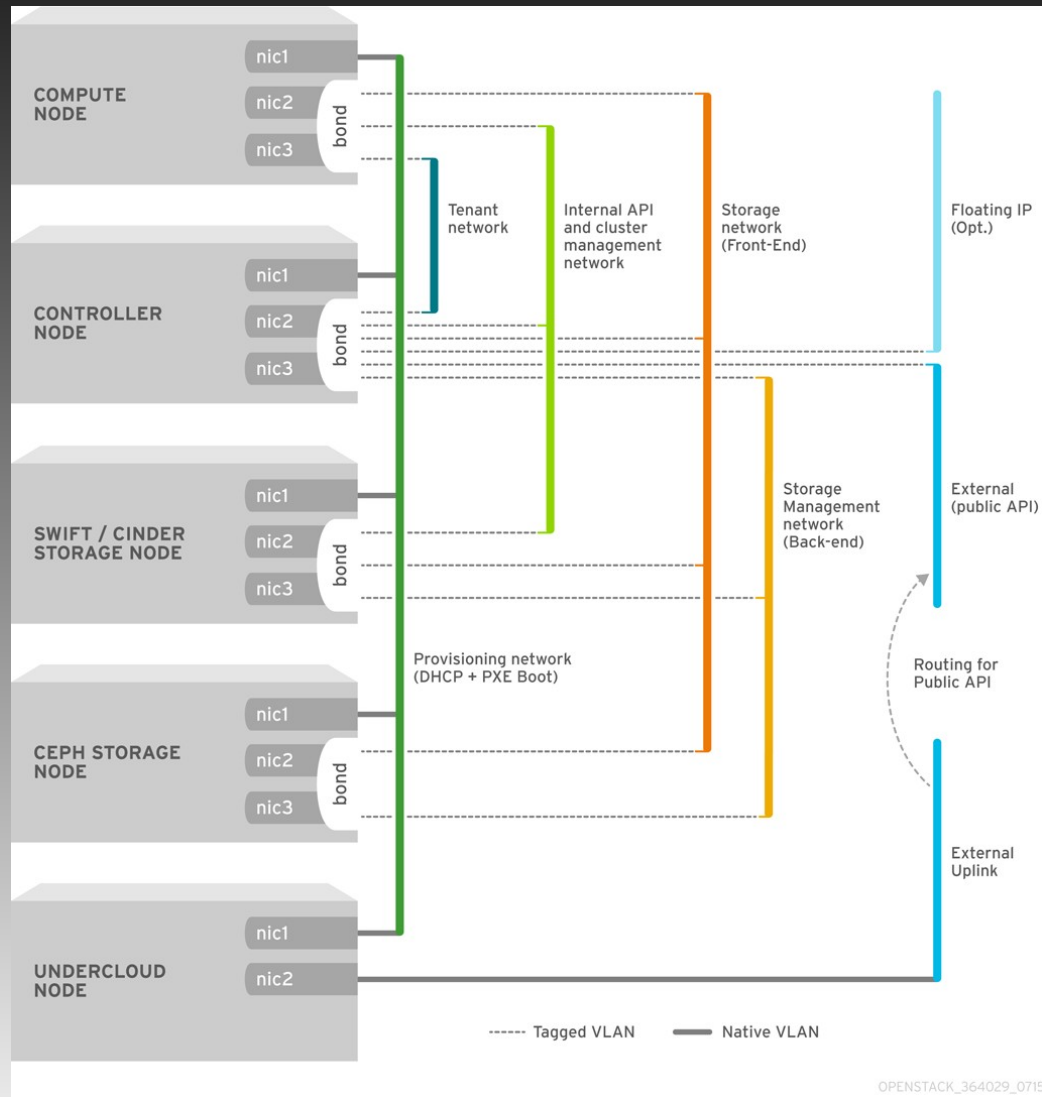 nic1
COMPUTE
NODE
nic2
nic3
bond
Tenant
network
Internal API
and cluster
management
network
Storage
network
(Front-End)
Floating IP
(Opt.)
nic1
CONTROLLER
NODE
nic2
nic3
bond
nic1
SWIFT / CINDER
STORAGE NODE
nic2
nic3
bond
Storage
Management
network
(Back-end)
External
(public API)
Provisioning network
(DHCP + PXE Boot)
Routing for
Public API
nic1
CEPH STORAGE
NODE
nic2
nic3
bond
External
Uplink
nic1
UNDERCLOUD
NODE
nic2
Tagged VLAN
Native VLAN
OPENSTACK_364029_0715